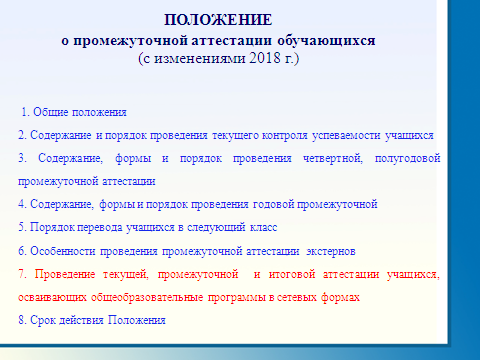 ПОЛОЖЕНИЕ
о промежуточной аттестации обучающихся
(с изменениями 2018 г.)
1. Общие положения
2. Содержание и порядок проведения текущего контроля успеваемости учащихся
3. Содержание, формы и порядок проведения четвертной, полугодовой
промежуточной аттестации
4. Содержание, формы и порядок проведения годовой промежуточной
5. Порядок перевода учащихся в следующий класс
6. Особенности проведения промежуточной аттестации экстернов
7. Проведение текущей, промежуточной и итоговой аттестации учащихся,
осваивающих общеобразовательные программы в сетевых формах
8. Срок действия Положения